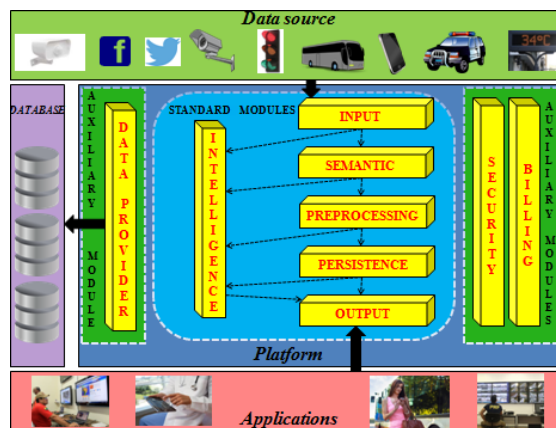 Data source
f
34°C
DATABASE
AUXILIARY MODULE
DATA PROVIDER
STANDARD MODULES
INTELLIGENCE
INPUT
SEMANTIC
PREPROCESSING
PERSISTENCE
OUTPUT
SECURITY
BILLING
AUXILIARY MODULES
Platform
Applications